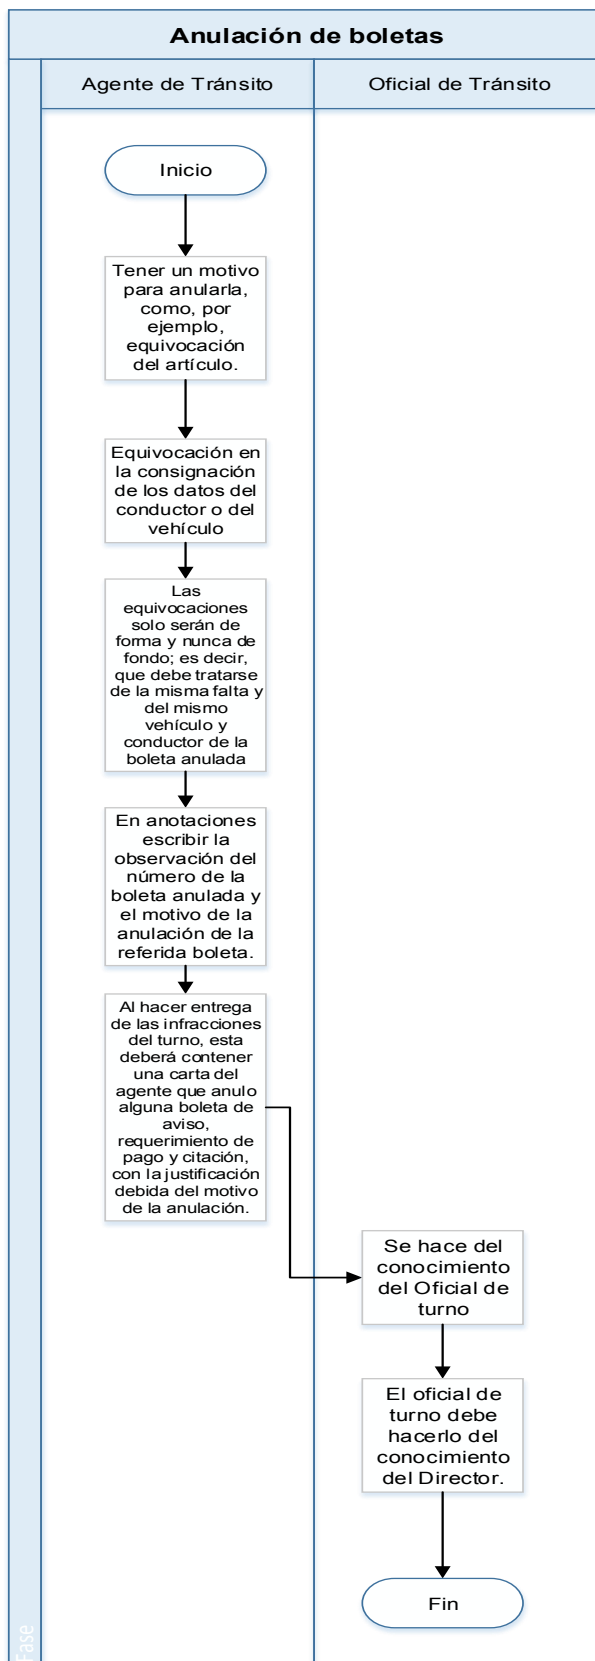 Anulación de boletas
Agente de Tránsito
Oficial de Tránsito
Inicio
Tener un motivo
para anularla,
como, por
ejemplo,
equivocación
del artículo.
Equivocación en
la consignación
de los datos del
conductor o del
vehículo
Las
equivocaciones
solo serán de
forma y nunca de
fondo; es decir,
que debe tratarse
de la misma falta y
del mismo
vehículo y
conductor de la
boleta anulada
En anotaciones
escribir la
observación del
número de la
boleta anulada y
el motivo de la
anulación de la
referida boleta.
Al hacer entrega
de las infracciones
del turno, esta
deberá contener
una carta del
agente que anulo
alguna boleta de
aviso,
requerimiento de
pago y citación,
con la justificación
debida del motivo
de la anulación.
Se hace del
conocimiento
del Oficial de
turno
El oficial de
turno debe
hacerlo del
conocimiento
del Director.
Fin
Fase